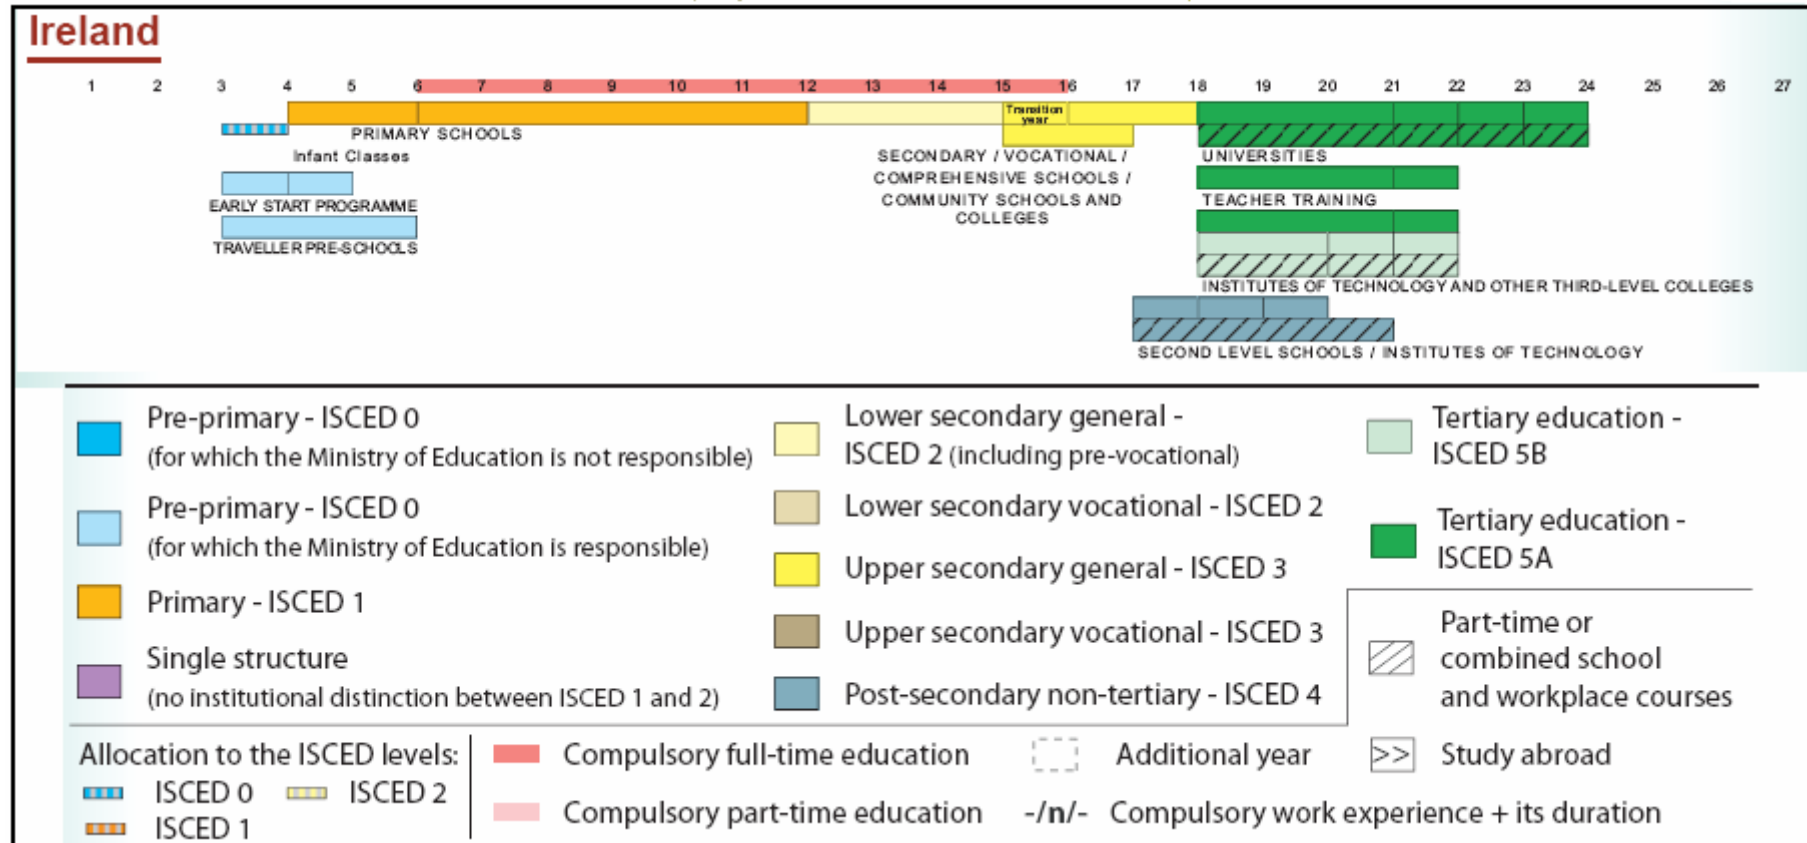 Ireland
1 2 3 4 5 6 7 8 9 10 11 12 13 14 15 16 17 18 19 20 21 22 23 24 25 26 27
Transition
year
PRIMARY SCHOOLS
Infant Classes
EARLY START PROGRAMME
TRAVELLER PRE-SCHOOLS
SECONDARY / VOCATIONAL /
COMPREHENSIVE SCHOOLS /
COMMUNITY SCHOOLS AND
COLLEGES
UNIVERSITIES
TEACHER TRAINING
INSTITUTES OF TECHNOLOGY AND OTHER THIRD-LEVEL COLLEGES
SECOND LEVEL SCHOOLS / INSTITUTES OF TECHNOLOGY
Pre-primary - ISCED 0
(for which the Ministry of Education is not responsible)
Pre-primary - ISCED 0
(for which the Ministry of Education is responsible)
Primary - ISCED 1
Single structure
(no institutional distinction between ISCED 1 and 2)
Lower secondary general -
ISCED 2 (including pre-vocational)
Lower secondary vocational - ISCED 2
Upper secondary general - ISCED 3
Upper secondary vocational - ISCED 3
Post-secondary non-tertiary - ISCED 4
Tertiary education -
ISCED 5B
Tertiary education -
ISCED 5A
Part-time or
combined school
and workplace courses
Allocation to the ISCED levels:
ISCED 0 ISCED 2
ISCED 1
Compulsory full-time education
Compulsory part-time education
Additional year
-/n/- Compulsory work experience + its duration
>> Study abroad